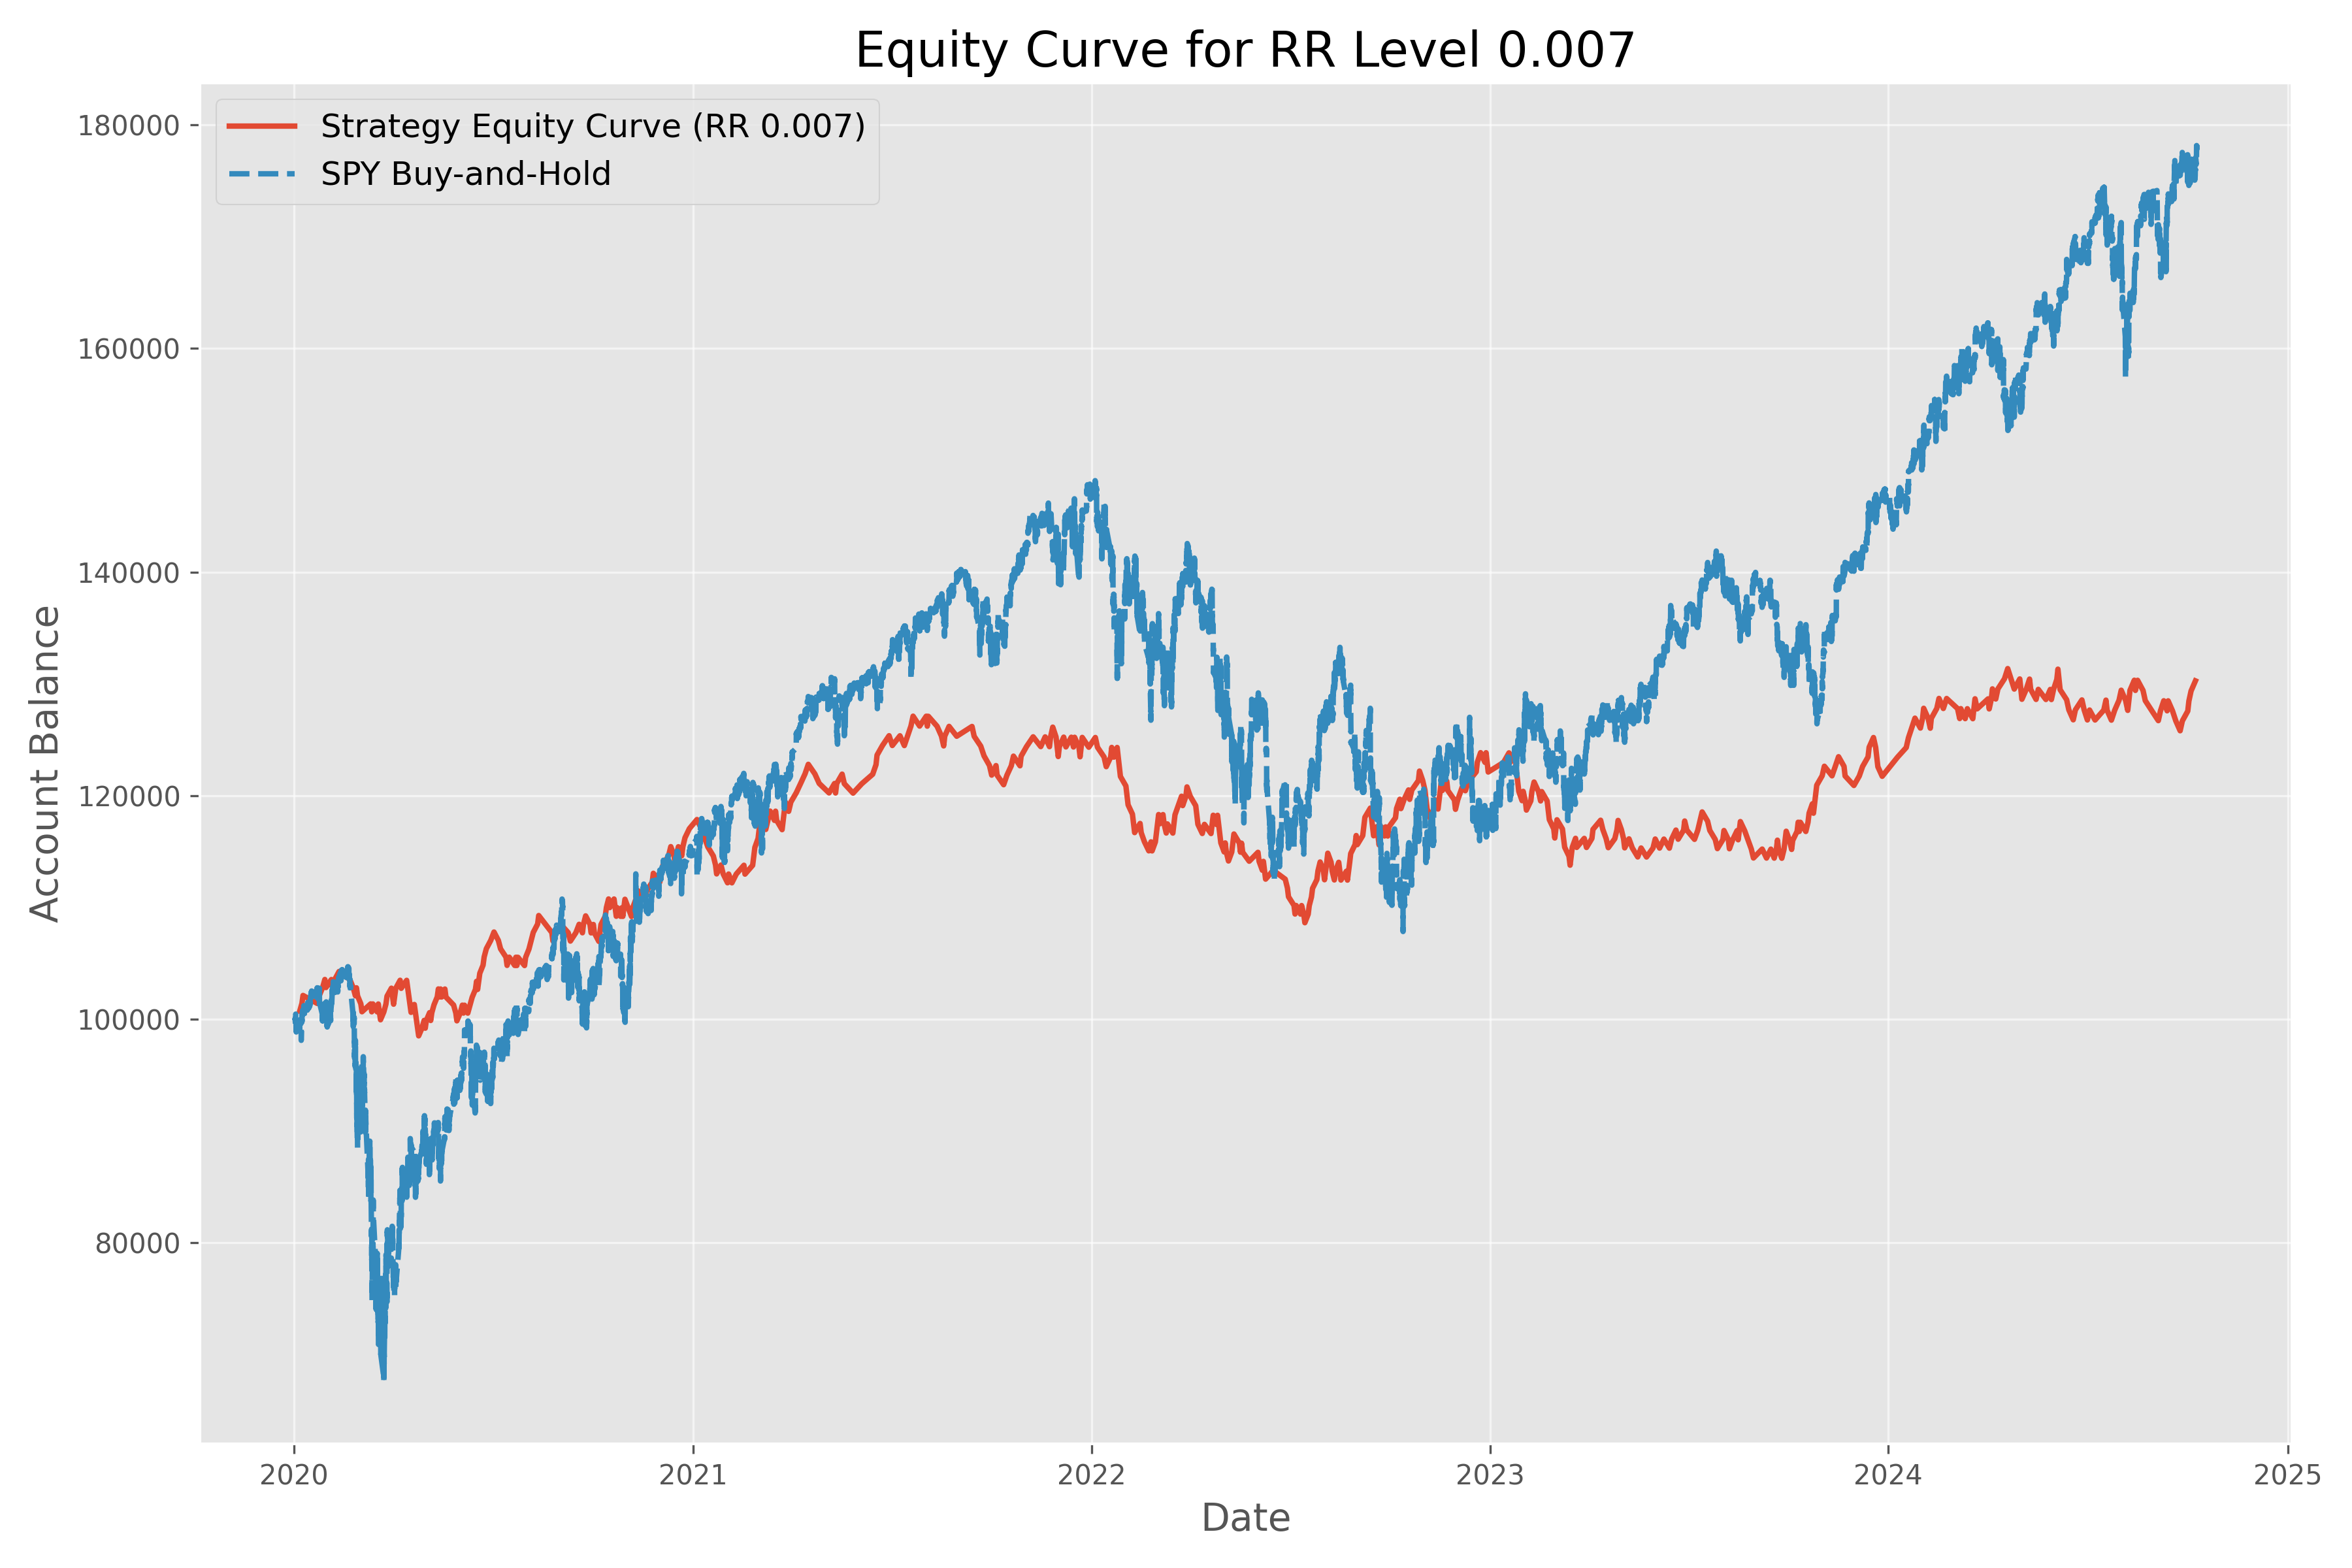 Equity Curve for RR Level 0.007
Strategy Equity Curve (RR 0.007)
SPY Buy-and-Hold
Account Balance
180000
160000
140000
120000
100000
80000
2020
2021
2022
2023
2024
2025
Date